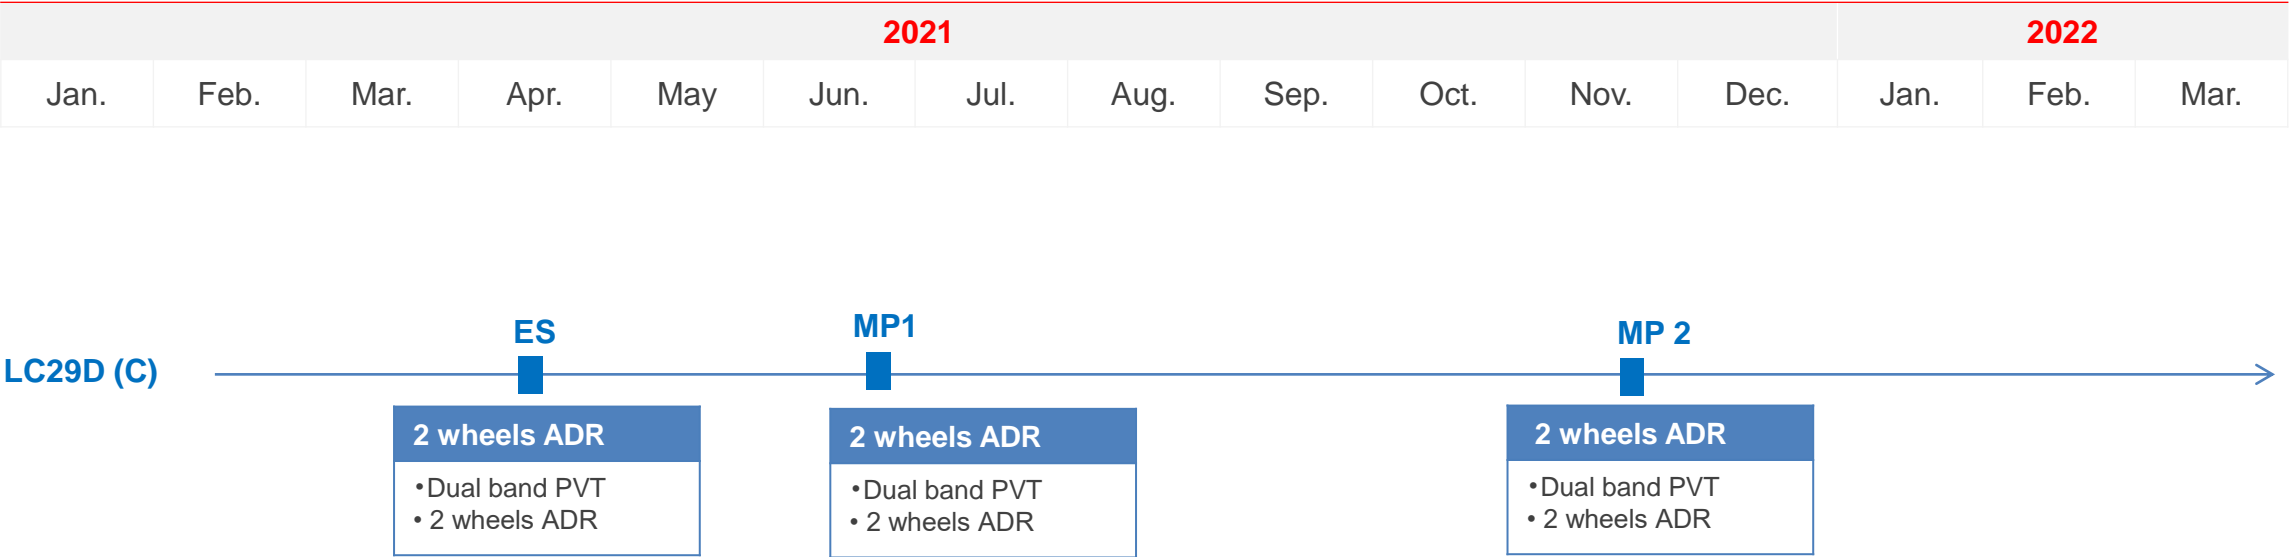 2021 2022
Jan. Feb. Mar. Apr. May Jun. Jul. Aug. Sep. Oct. Nov. Dec. Jan. Feb. Mar.
LC29D (C)
ES
2 wheels ADR
•Dual band PVT
• 2 wheels ADR
MP1
2 wheels ADR
•Dual band PVT
• 2 wheels ADR
MP 2
2 wheels ADR
•Dual band PVT
• 2 wheels ADR